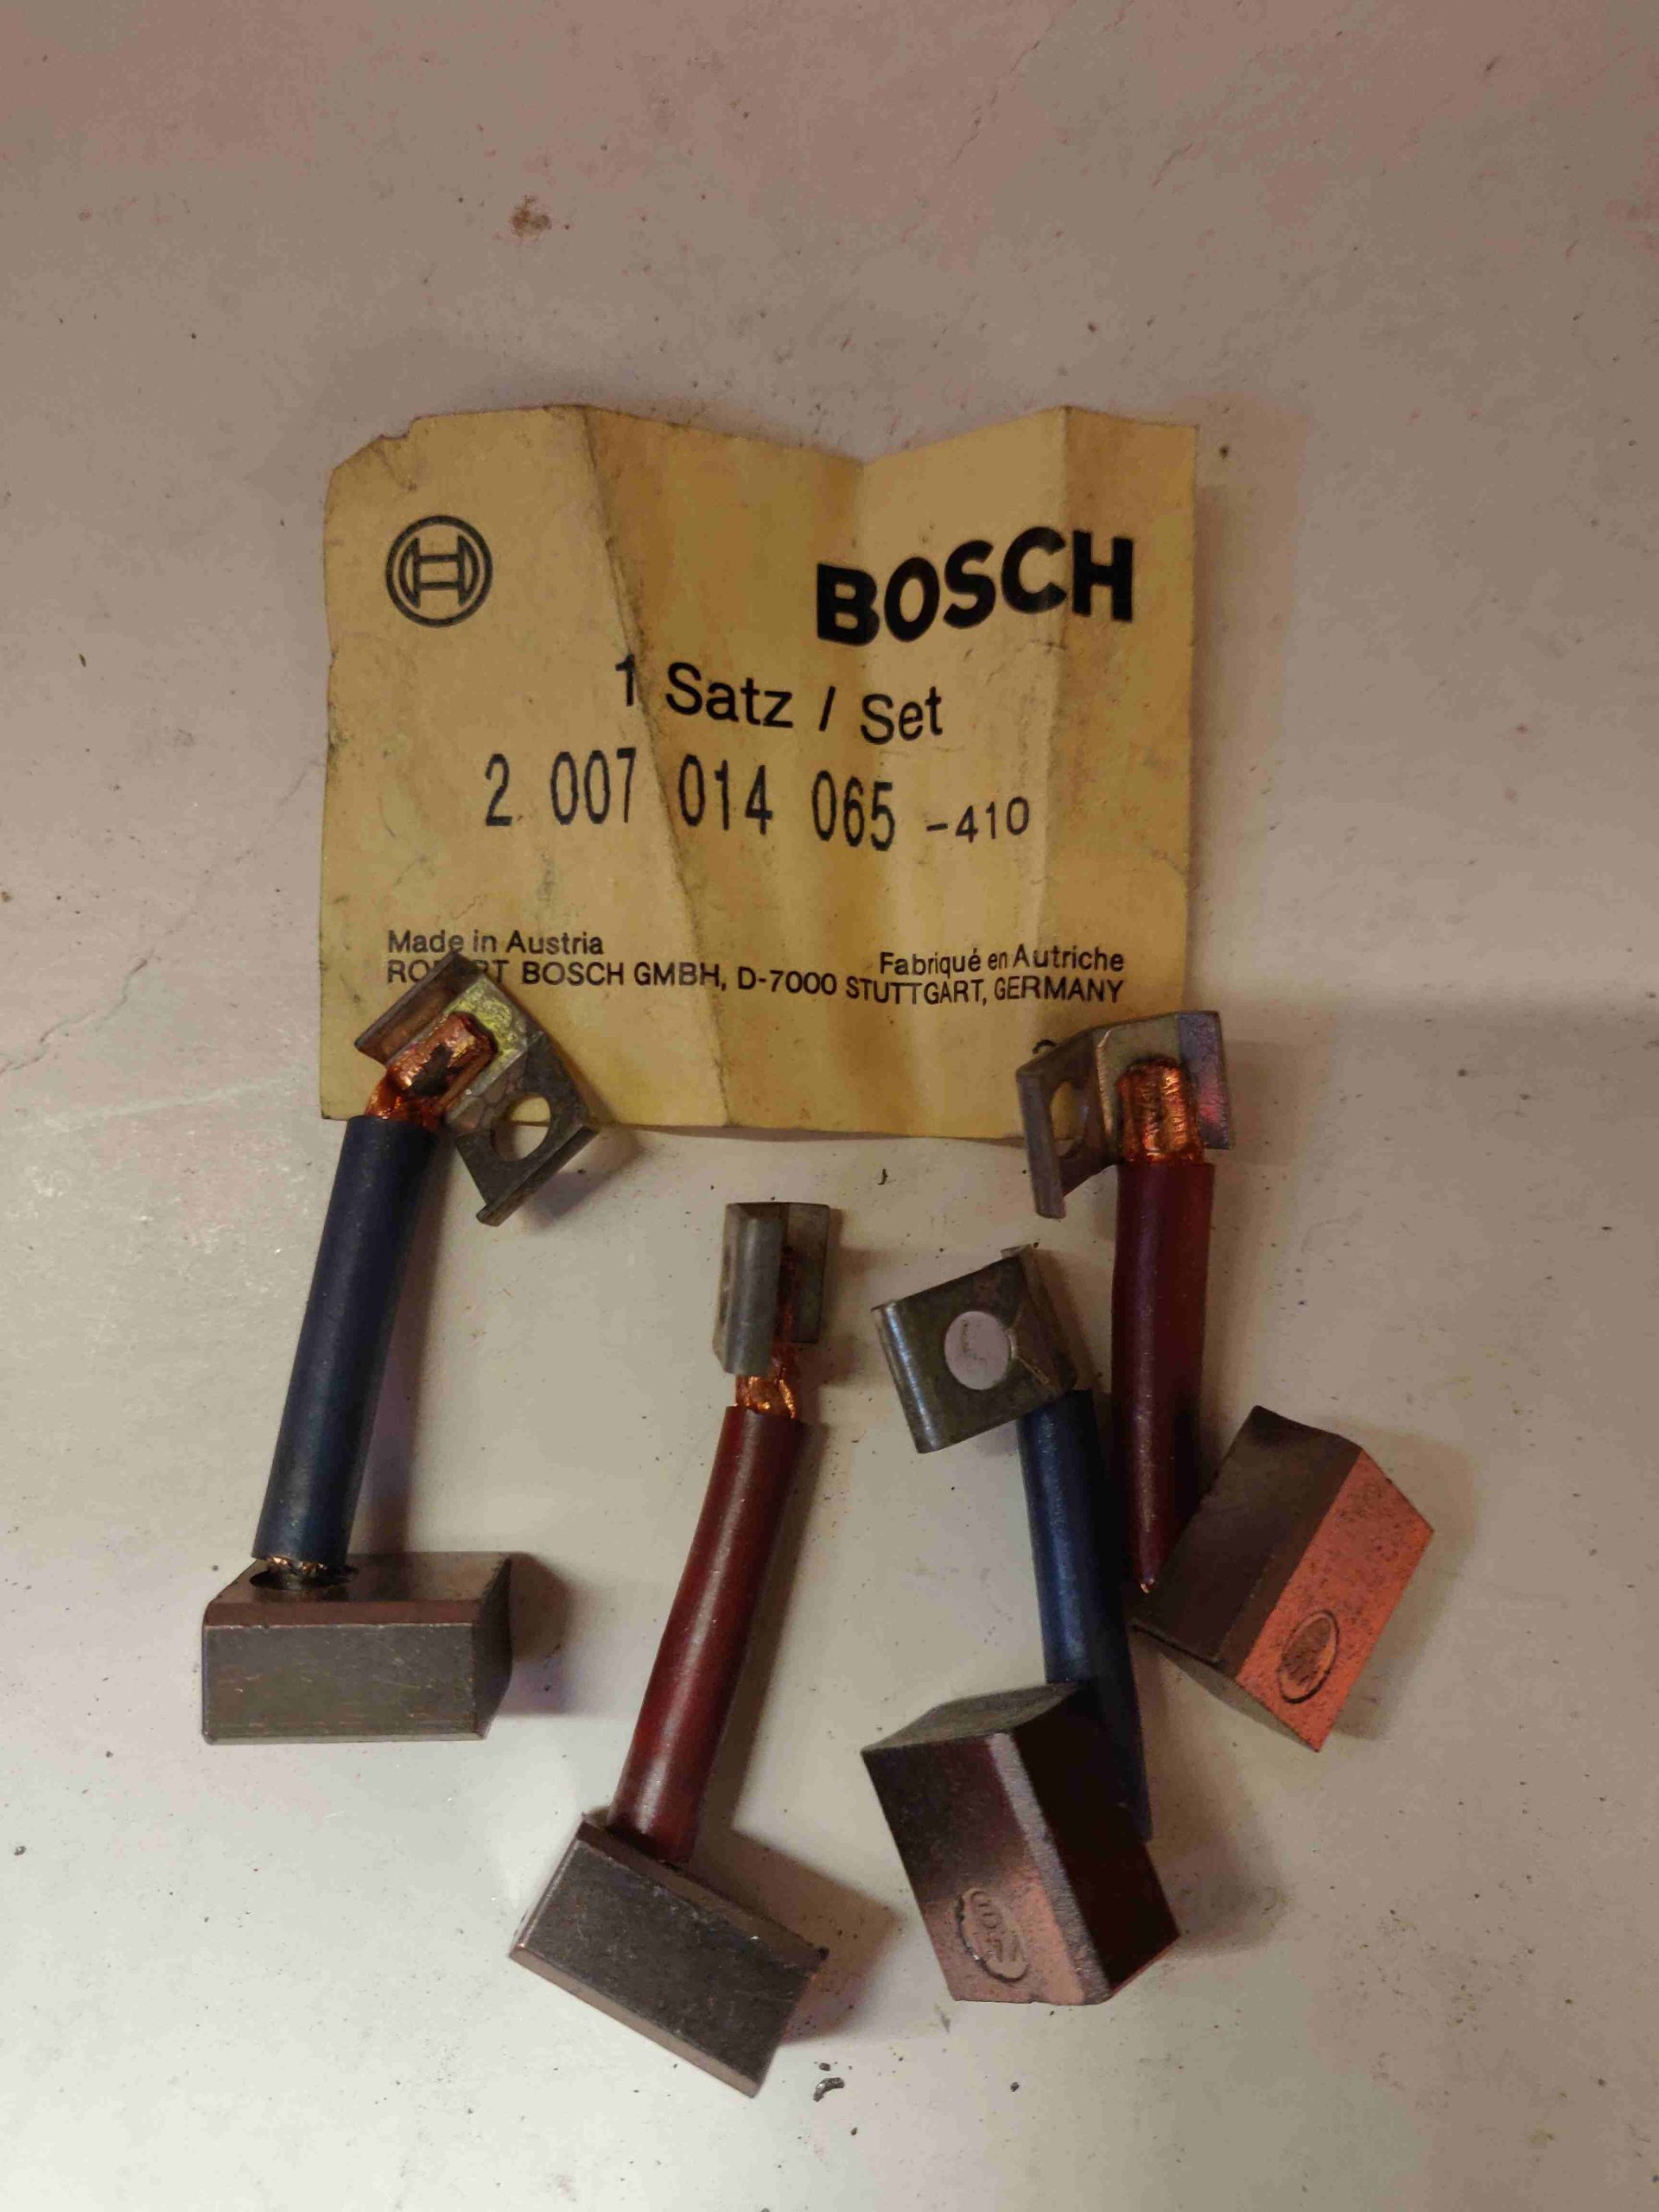 BOSCH
1 Satz / Set
2 007 014 065 -410
Made in Austria Fabriqué en Autriche
ROBERT BOSCH GMBH, D-7000 STUTTGART, GERMANY